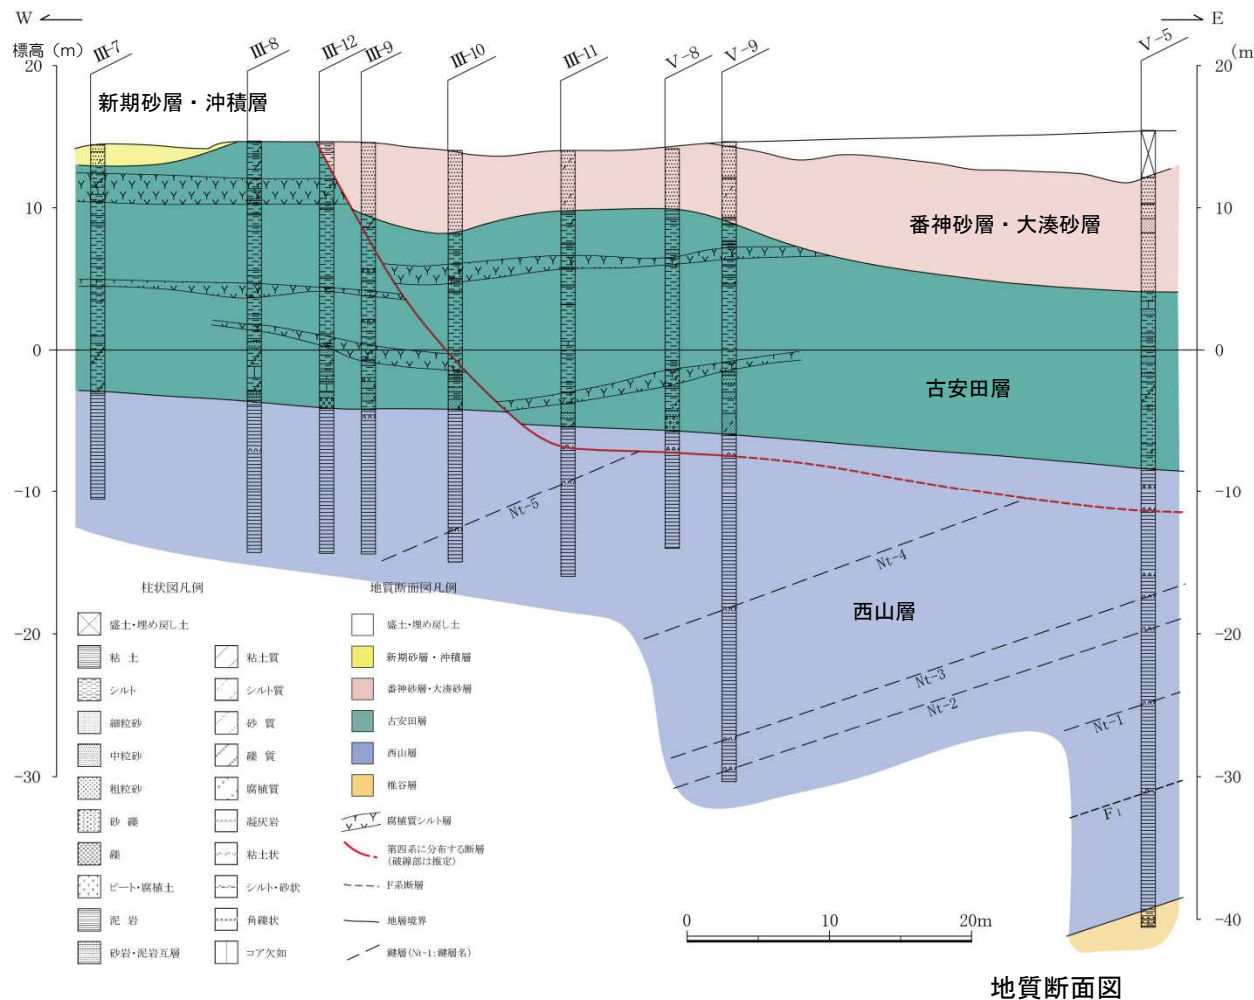 W
E
標高（m）
(m
III-7
III-8
III-12
III-9
III-10
III-11
V-8
V-9
V-5
20
20
新期砂層・沖積層
10
10
番神砂層・大湊砂層
0
0
古安田層
-10
-10
Nt-5
Nt-4
西山層
-20
-20
Nt-3
Nt-2
Nt-1
-30
-30
F1
-40
柱状図凡例
盛土・埋め戻し土
粘 土
シルト
細粒砂
中粒砂
粗粒砂
砂 礫
礫
ピート・腐植土
泥 岩
砂岩・泥岩互層
粘土質
シルト質
砂 質
礫 質
腐植質
凝灰岩
粘土状
シルト・砂状
角礫状
コア欠如
地質断面図凡例
盛土・埋め戻し土
新期砂層・沖積層
番神砂層・大湊砂層
古安田層
西山層
椎谷層
腐植質シルト層
第四系に分布する断層
(破線部は推定)
F系断層
地層境界
鍵層(Nt-1:鍵層名)
0
10
20m
地質断面図